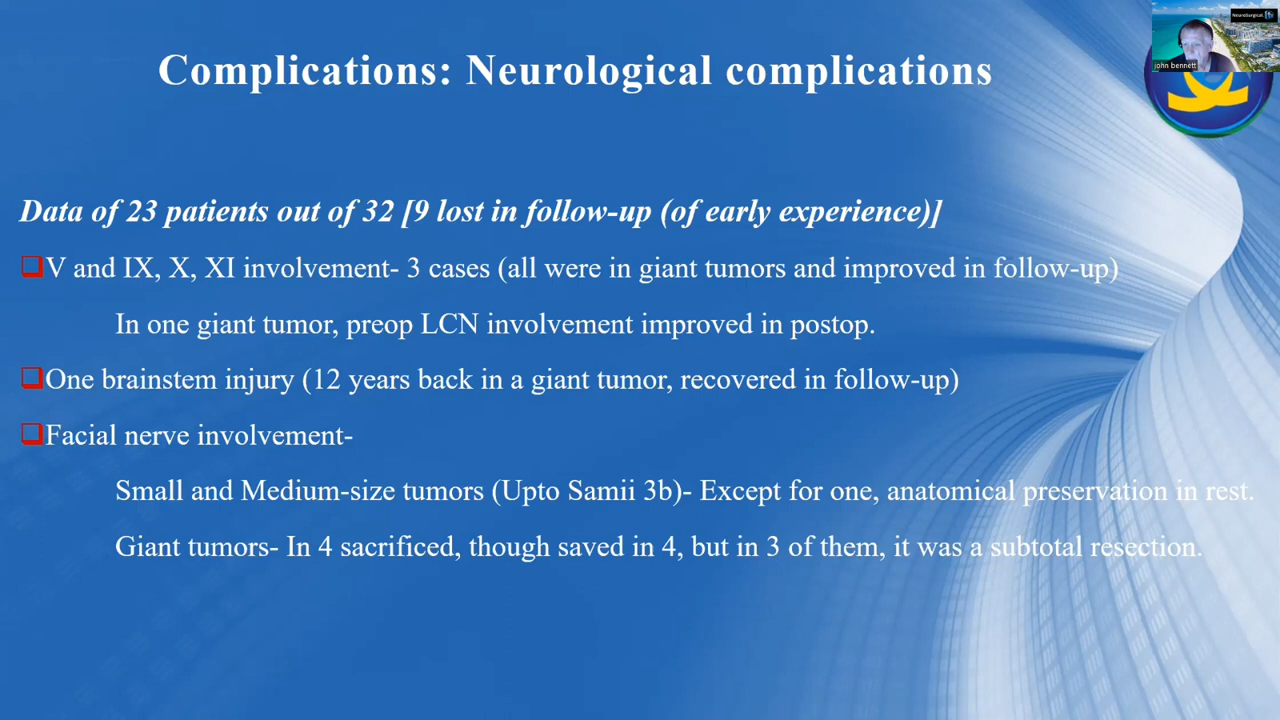 Complications: Neurological complications
Neurosurgical
john bennett
Data of 23 patients out of 32 [9 lost in follow-up (of early experience)]
V and IX, X, XI involvement- 3 cases (all were in giant tumors and improved in follow-up)
In one giant tumor, preop LCN involvement improved in postop.
One brainstem injury (12 years back in a giant tumor, recovered in follow-up)
Facial nerve involvement-
Small and Medium-size tumors (Upto Samii 3b)- Except for one, anatomical preservation in rest.
Giant tumors- In 4 sacrificed, though saved in 4, but in 3 of them, it was a subtotal resection.